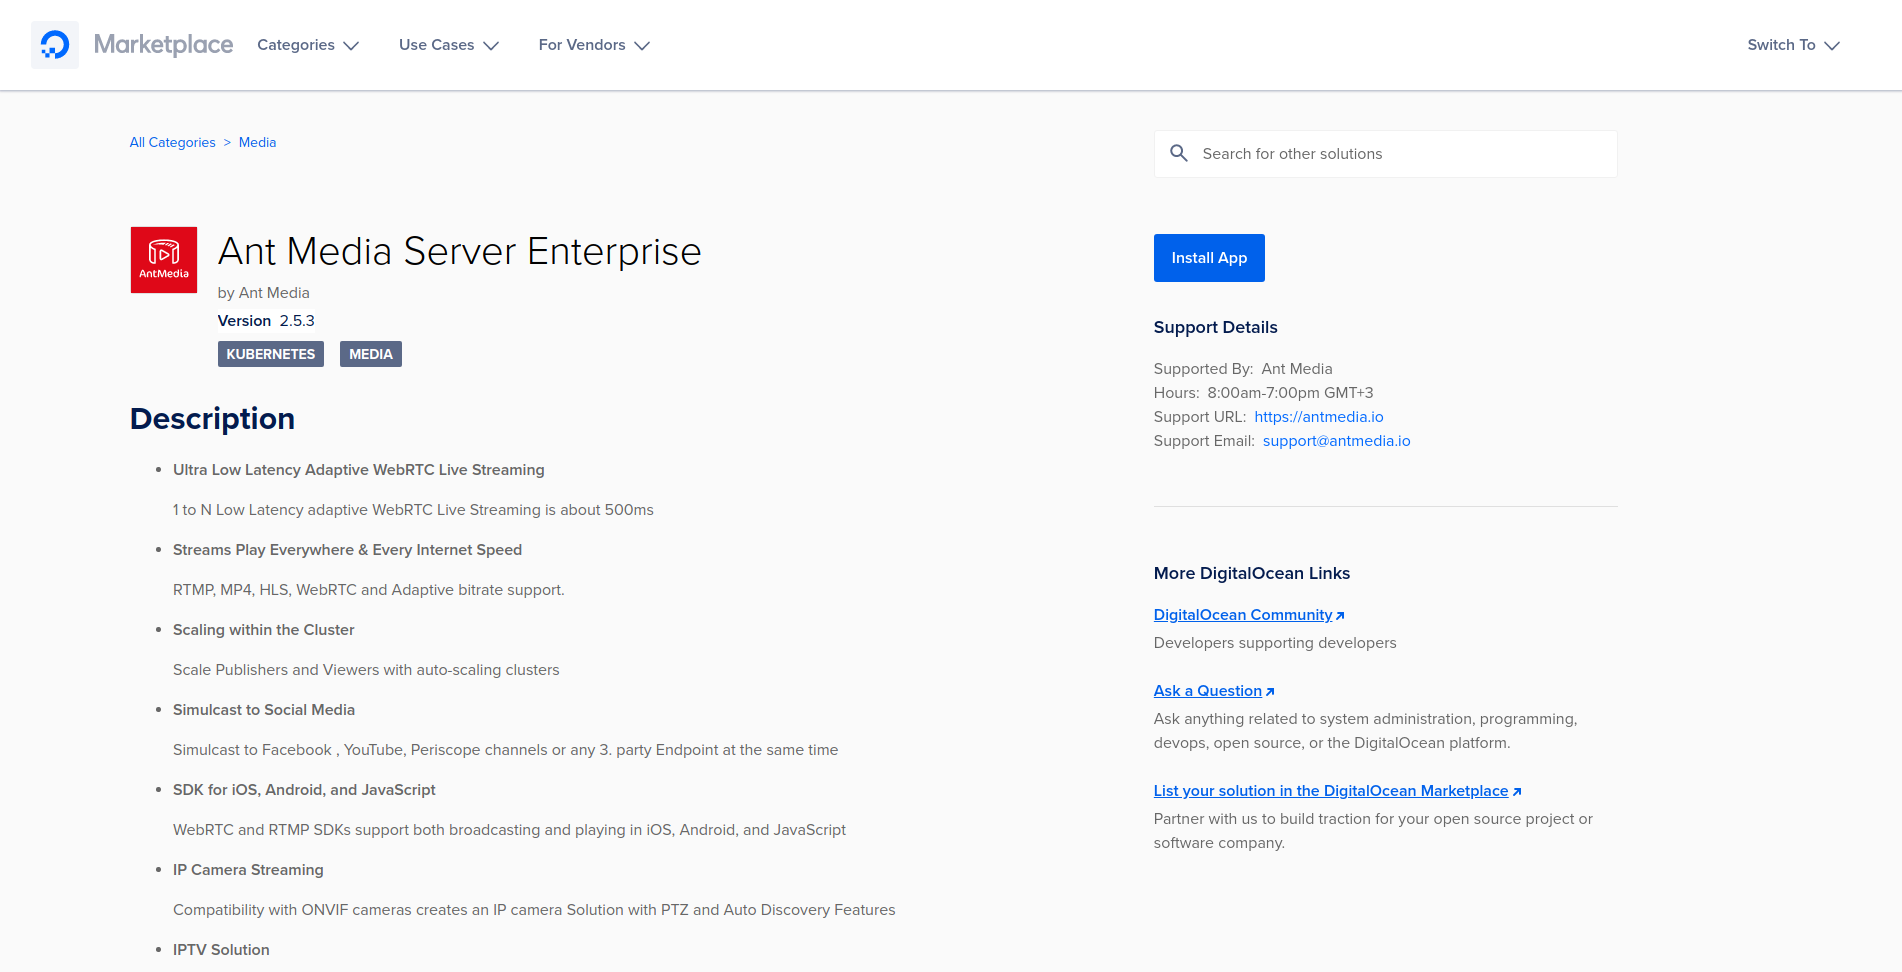 Marketplace
Categories
Use Cases
For Vendors
Switch To
All Categories > Media
Search for other solutions
AntMedia
Ant Media Server Enterprise
by Ant Media
Version 2.5.3
KUBERNETES
MEDIA
Description
• Ultra Low Latency Adaptive WebRTC Live Streaming
1 to N Low Latency adaptive WebRTC Live Streaming is about 500ms
• Streams Play Everywhere & Every Internet Speed
RTMP, MP4, HLS, WebRTC and Adaptive bitrate support.
• Scaling within the Cluster
Scale Publishers and Viewers with auto-scaling clusters
• Simulcast to Social Media
Simulcast to Facebook , YouTube, Periscope channels or any 3. party Endpoint at the same time
• SDK for iOS, Android, and JavaScript
WebRTC and RTMP SDKs support both broadcasting and playing in iOS, Android, and JavaScript
• IP Camera Streaming
Compatibility with ONVIF cameras creates an IP camera Solution with PTZ and Auto Discovery Features
• IPTV Solution
Install App
Support Details
Supported By: Ant Media
Hours: 8:00am-7:00pm GMT+3
Support URL: https://antmedia.io
Support Email: support@antmedia.io
More DigitalOcean Links
DigitalOcean Community
Developers supporting developers
Ask a Question
Ask anything related to system administration, programming,
devops, open source, or the DigitalOcean platform.
List your solution in the DigitalOcean Marketplace
Partner with us to build traction for your open source project or
software company.